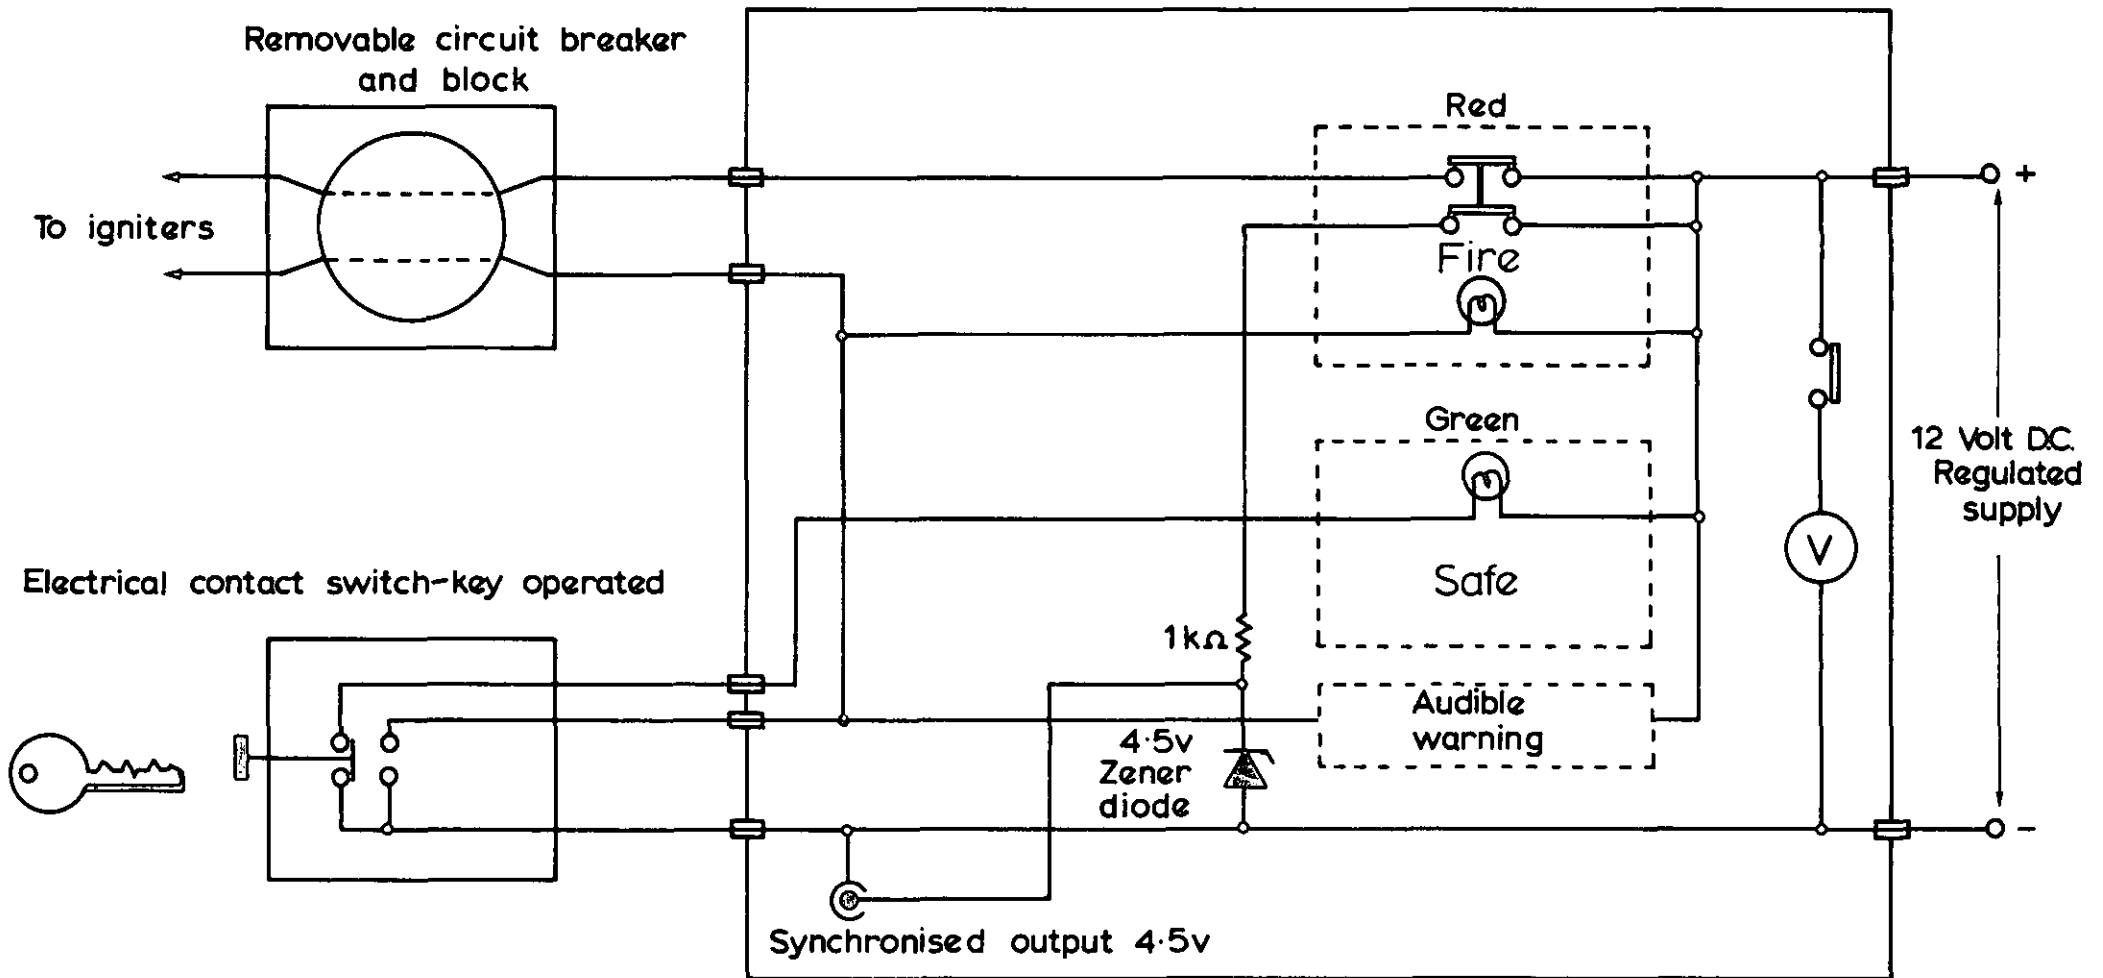 Removable circuit breaker
and block
Red
+
To igniters
Fire
Green
12 Volt D.C.
Regulated
supply
V
Safe
Electrical contact switch-key operated
1kΩ
Audible
warning
4·5v
Zener
diode
-
Synchronised output 4·5v